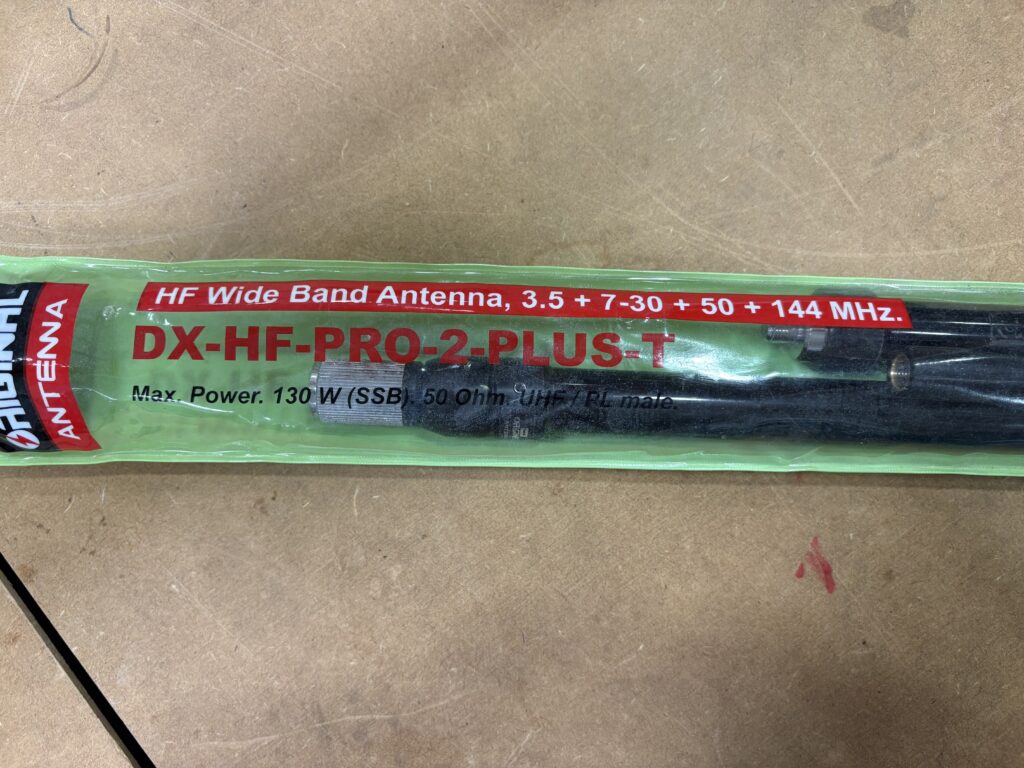 ANTENNA
HF Wide Band Antenna, 3.5 + 7-30 + 50 + 144 MHz.
DX-HF-PRO-2-PLUS-T
Max. Power. 130 W (SSB). 50 Ohm. UHF / PL male.